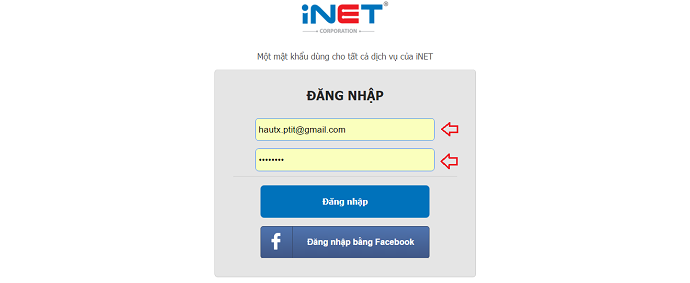 iNET®
CORPORATION
Một mật khẩu dùng cho tất cả dịch vụ của iNET
ĐĂNG NHẬP
hautx.ptit@gmail.com
••••••••
Đăng nhập
f Đăng nhập bằng Facebook